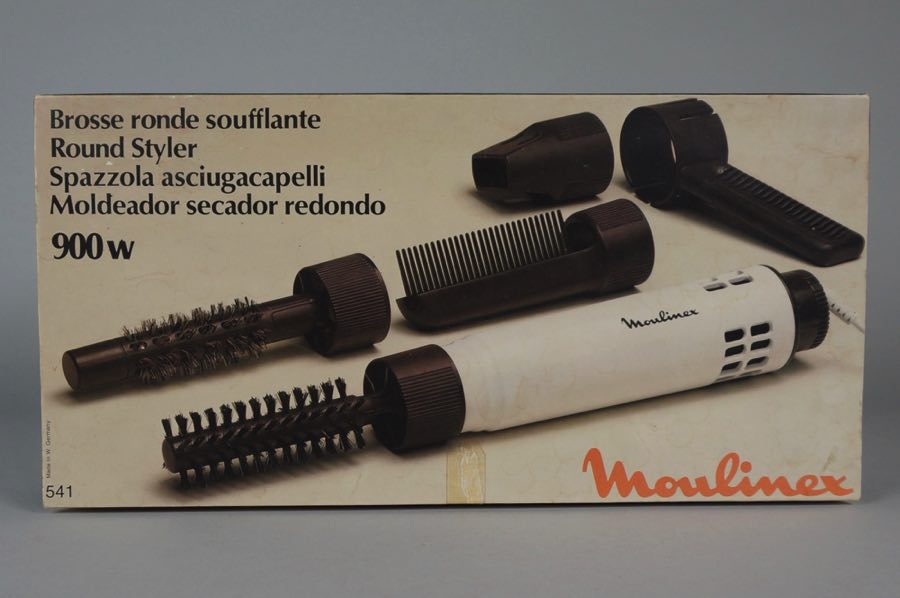 Brosse ronde soufflante
Round Styler
Spazzola asciugacapelli
Moldeador secador redondo
900 w
Moulinex
Made in W. Germany
541
Moulinex